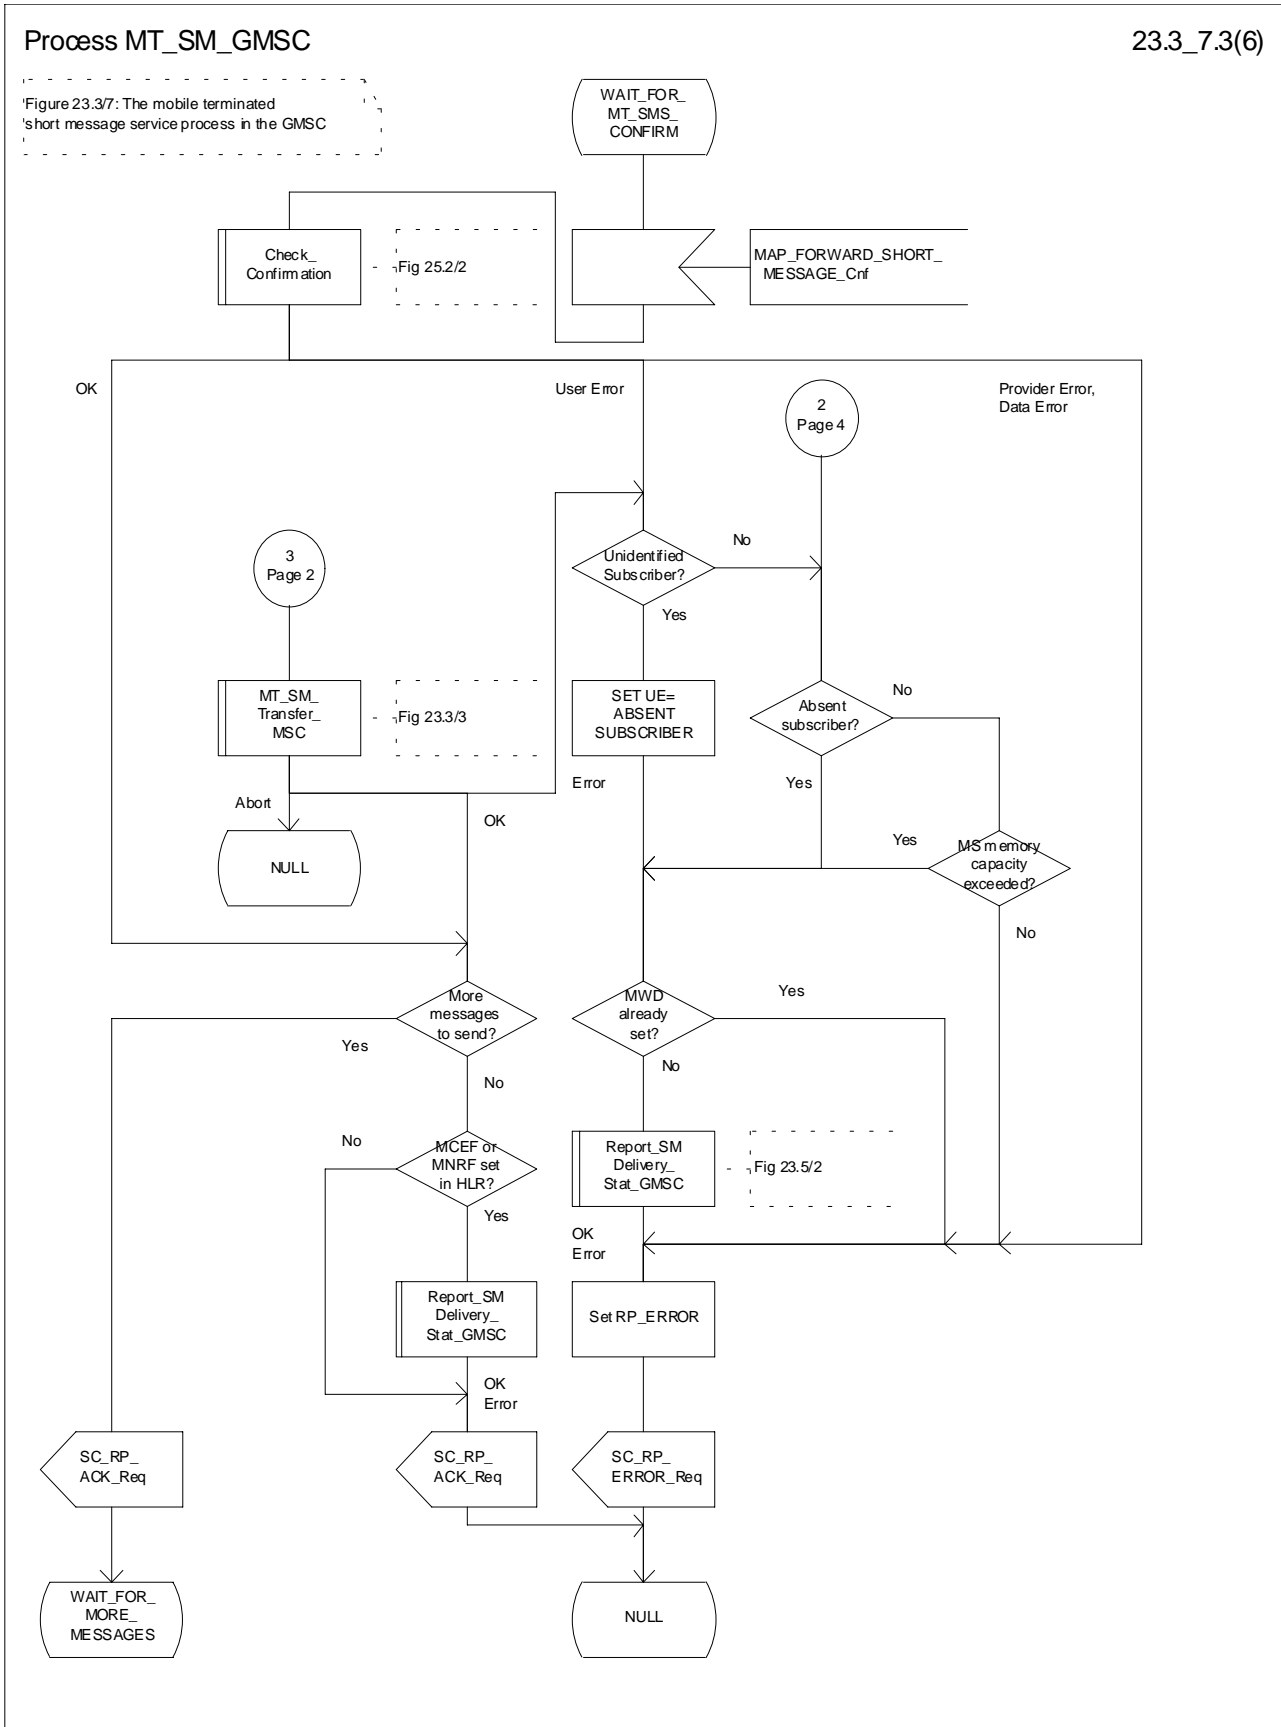 Process MT_SM_GMSC
23.3_7.3(6)
Figure 23.3/7: The mobile terminated
short message service process in the GMSC
WAIT_FOR_
MT_SMS_
CONFIRM
Check_
Confirmation
Fig 25.2/2
MAP_FORWARD_SHORT_
MESSAGE_Cnf
OK
User Error
Provider Error,
Data Error
2
Page 4
3
Page 2
Unidentified
Subscriber?
No
Yes
MT_SM_
Transfer_
MSC
Fig 23.3/3
SET UE=
ABSENT
SUBSCRIBER
Absent
subscriber?
No
Error
Yes
Abort
OK
NULL
Yes
MS memory
capacity
exceeded?
No
More
messages
to send?
Yes
No
MWD
already
set?
Yes
No
No
MCEF or
MNRF set
in HLR?
Yes
Report_SM
Delivery_
Stat_GMSC
Fig 23.5/2
OK
Error
Report_SM
Delivery_
Stat_GMSC
Set RP_ERROR
OK
Error
SC_RP_
ACK_Req
SC_RP_
ACK_Req
SC_RP_
ERROR_Req
WAIT_FOR_
MORE_
MESSAGES
NULL